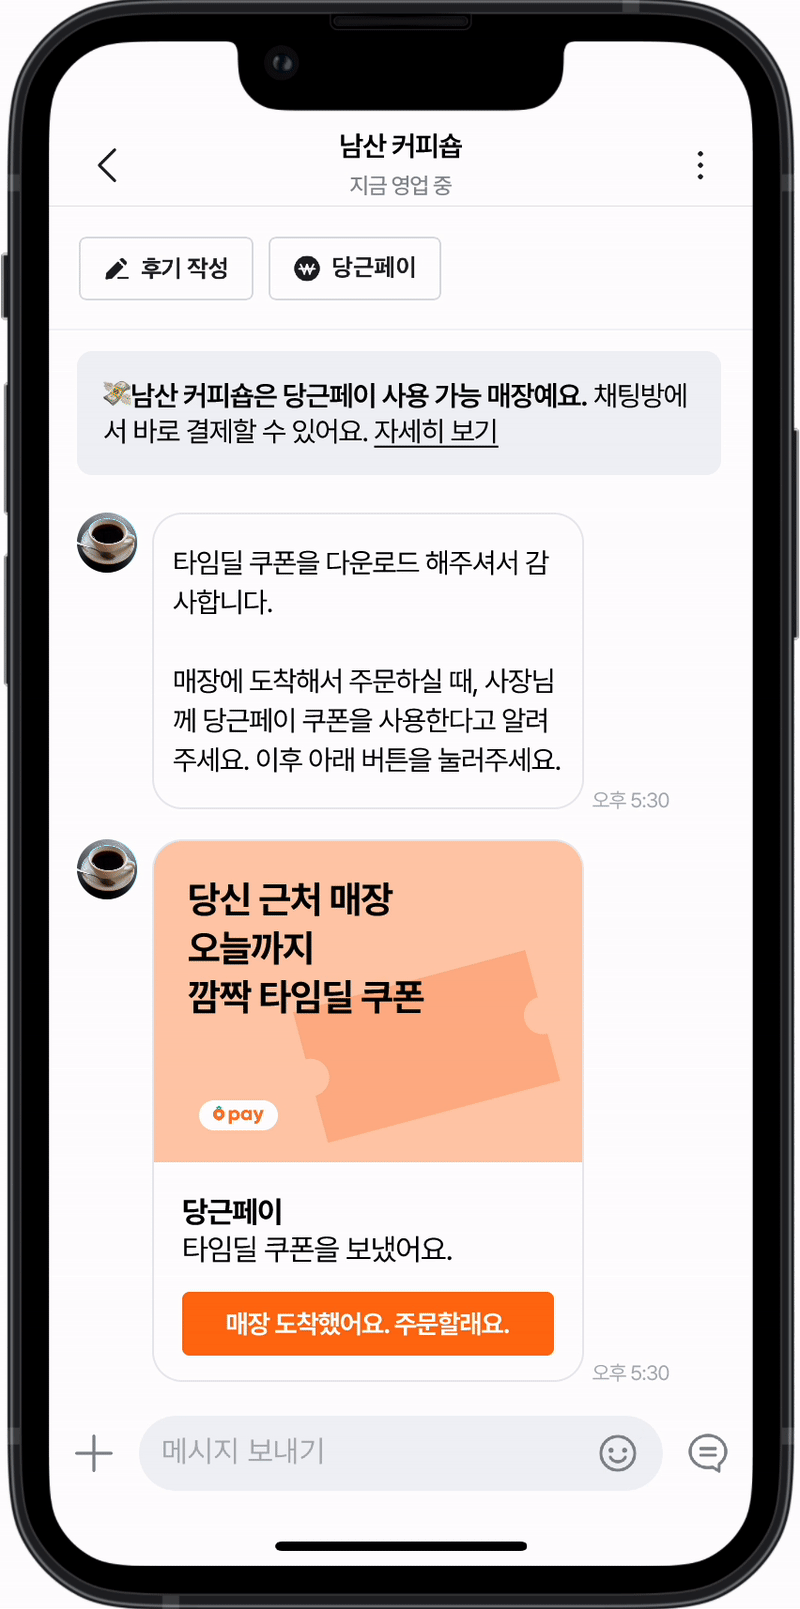 남산 커피숍
지금 영업 중
후기 작성
당근페이
💸남산 커피숍은 당근페이 사용 가능 매장예요. 채팅방에
서 바로 결제할 수 있어요. 자세히 보기
타임딜 쿠폰을 다운로드 해주셔서 감
사합니다.
매장에 도착해서 주문하실 때, 사장님
께 당근페이 쿠폰을 사용한다고 알려
주세요. 이후 아래 버튼을 눌러주세요.
오후 5:30
당신 근처 매장
오늘까지
깜짝 타임딜 쿠폰
pay
당근페이
타임딜 쿠폰을 보냈어요.
매장 도착했어요. 주문할래요.
오후 5:30
메시지 보내기